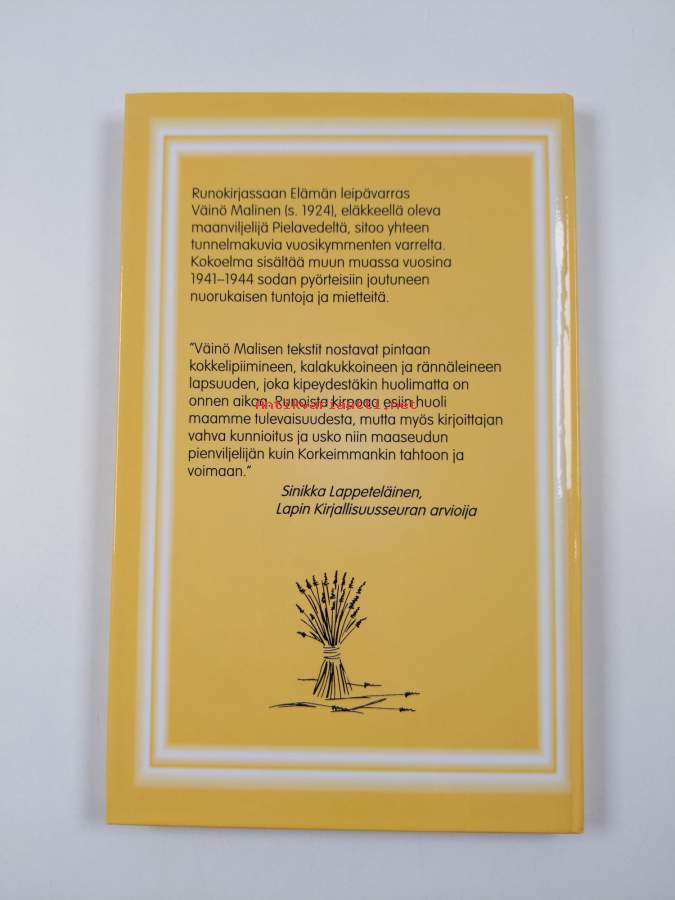 Runokirjassaan Elämän leipävarras
Väinö Malinen (s. 1924), eläkkeellä oleva
maanviljelijä Pielavedeltä, sitoo yhteen
tunnelmakuvia vuosikymmenten varrelta.
Kokoelma sisältää muun muassa vuosina
1941–1944 sodan pyörteisiin joutuneen
nuorukaisen tuntoja ja mietteitä.
”Väinö Malisen tekstit nostavat pintaan
kokkelipiimineen, kalakukkoineen ja rännäleineen
lapsuuden, joka kipeydestäkin huolimatta on
onnen aikaa. Runoista kirpoaa esiin huoli
Antikvariaatti.net
maamme tulevaisuudesta, mutta myös kirjoittajan
vahva kunnioitus ja usko niin maaseudun
pienviljelijän kuin Korkeimmankin tahtoon ja
voimaan.”
Sinikka Lappeteläinen,
Lapin Kirjallisuusseuran arvioija